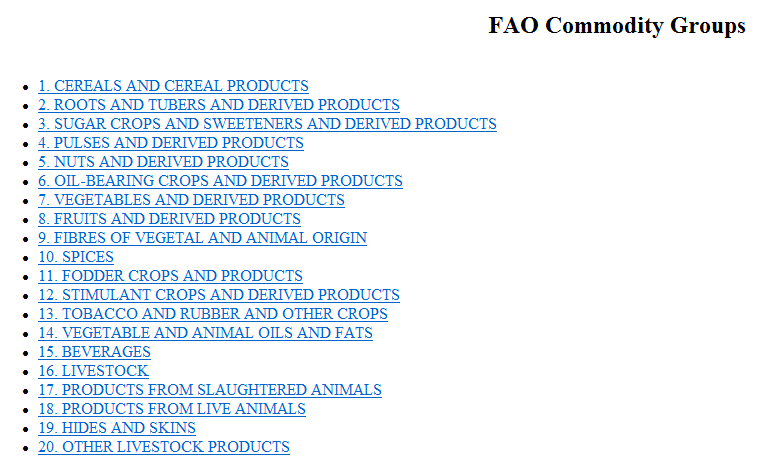 FAO Commodity Groups
1. CEREALS AND CEREAL PRODUCTS
2. ROOTS AND TUBERS AND DERIVED PRODUCTS
3. SUGAR CROPS AND SWEETENERS AND DERIVED PRODUCTS
4. PULSES AND DERIVED PRODUCTS
5. NUTS AND DERIVED PRODUCTS
6. OIL-BEARING CROPS AND DERIVED PRODUCTS
7. VEGETABLES AND DERIVED PRODUCTS
8. FRUITS AND DERIVED PRODUCTS
9. FIBRES OF VEGETAL AND ANIMAL ORIGIN
10. SPICES
11. FODDER CROPS AND PRODUCTS
12. STIMULANT CROPS AND DERIVED PRODUCTS
13. TOBACCO AND RUBBER AND OTHER CROPS
14. VEGETABLE AND ANIMAL OILS AND FATS
15. BEVERAGES
16. LIVESTOCK
17. PRODUCTS FROM SLAUGHTERED ANIMALS
18. PRODUCTS FROM LIVE ANIMALS
19. HIDES AND SKINS
20. OTHER LIVESTOCK PRODUCTS